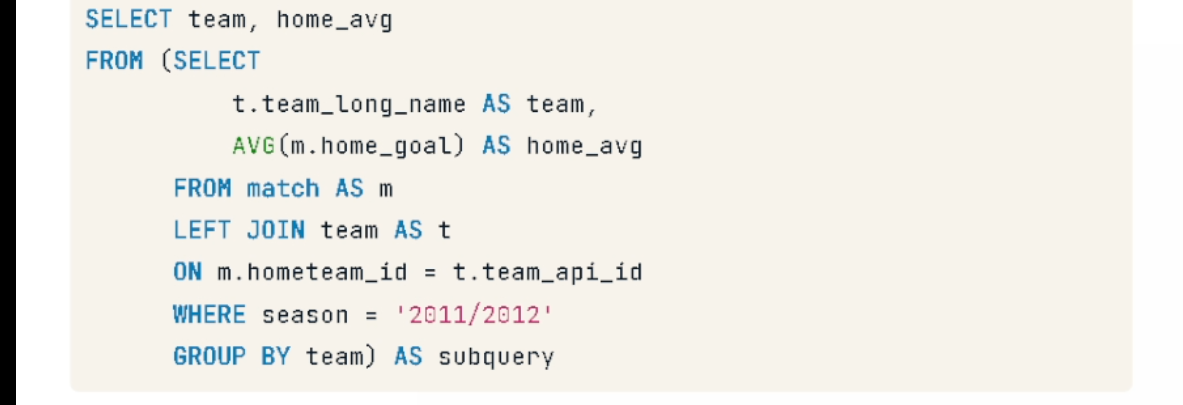 SELECT team, home_avg
FROM (SELECT
t.team_long_name AS team,
AVG(m.home_goal) AS home_avg
FROM match AS m
LEFT JOIN team AS t
ON m.hometeam_id = t.team_api_id
WHERE season = '2011/2012'
GROUP BY team) AS subquery